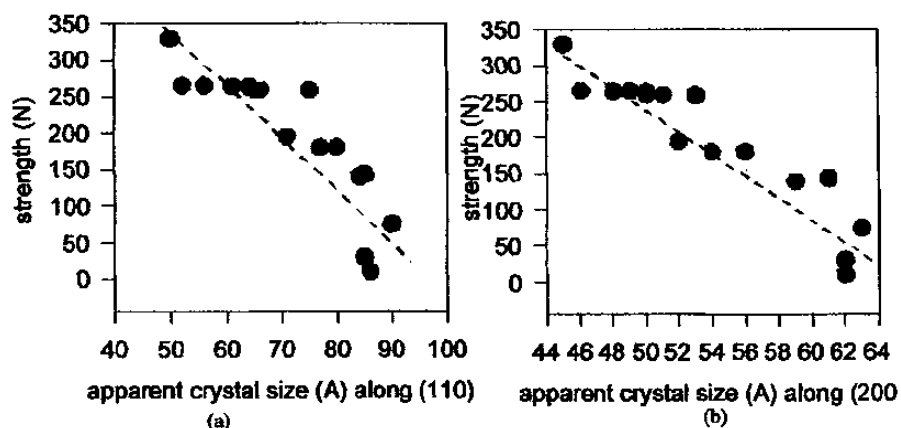 350
300
250
200
150
100
50
0
strength (N)
40 50 60 70 80 90 100
apparent crystal size (A) along (110)
(a)
350
300
250
200
150
100
50
0
strength (N)
44 46 48 50 52 54 56 58 60 62 64
apparent crystal size (A) along (200
(b)